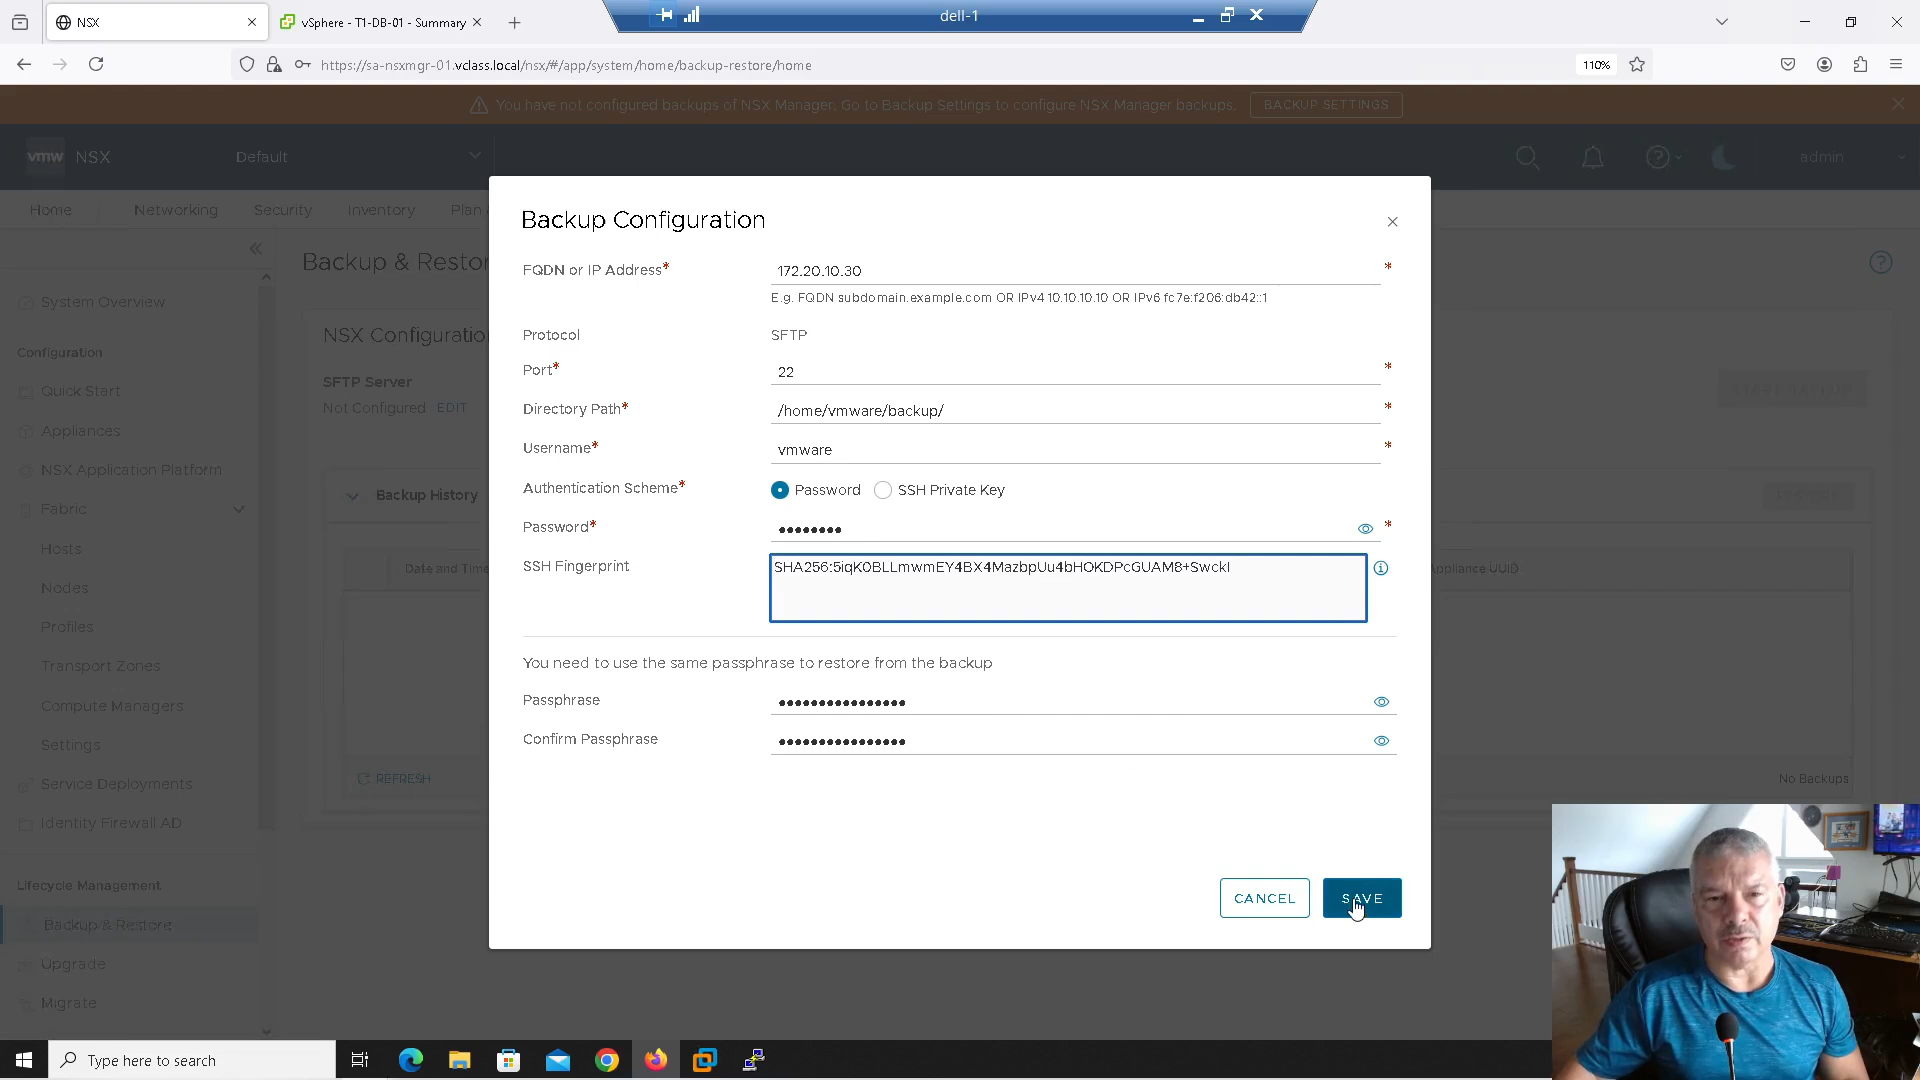 NSX
vSphere - T1-DB-01 - Summary
dell-1
https://sa-nsxmgr-01.vclass.local/nsx/#/app/system/home/backup-restore/home
110%
You have not configured backups of NSX Manager. Go to Backup Settings to configure NSX Manager backups.
BACKUP SETTINGS
vmw NSX
Default
admin
Home
Networking
Security
Inventory
Plan
System Overview
Configuration
Quick Start
Appliances
NSX Application Platform
Fabric
Hosts
Nodes
Profiles
Transport Zones
Compute Managers
Settings
Service Deployments
Identity Firewall AD
Lifecycle Management
Backup & Restore
Upgrade
Migrate
Backup & Restor
NSX Configuratio
SFTP Server
Not Configured EDIT
START BACKUP
Backup History
RESTORE
Date and Time
Appliance UUID
REFRESH
No Backups
Backup Configuration
FQDN or IP Address*
172.20.10.30
*
E.g. FQDN subdomain.example.com OR IPv4 10.10.10.10 OR IPv6 fc7e:f206:db42::1
Protocol
SFTP
Port*
22
*
Directory Path*
/home/vmware/backup/
*
Username*
vmware
*
Authentication Scheme*
Password
SSH Private Key
Password*
••••••••
*
SSH Fingerprint
SHA256:5iqK0BLLmwmEY4BX4MazbpUu4bHOKDPcGUAM8+SwckI
You need to use the same passphrase to restore from the backup
Passphrase
••••••••••••••••
Confirm Passphrase
••••••••••••••••
CANCEL
SAVE
Type here to search